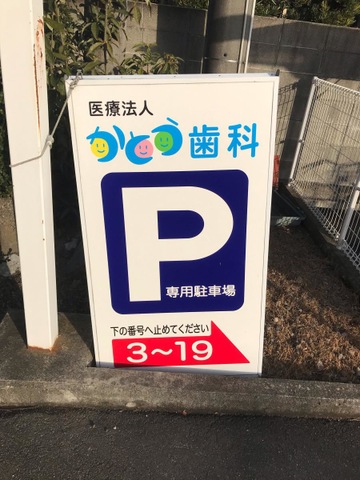 医療法人
かとう歯科
P
専用駐車場
下の番号へ止めてください
3〜19